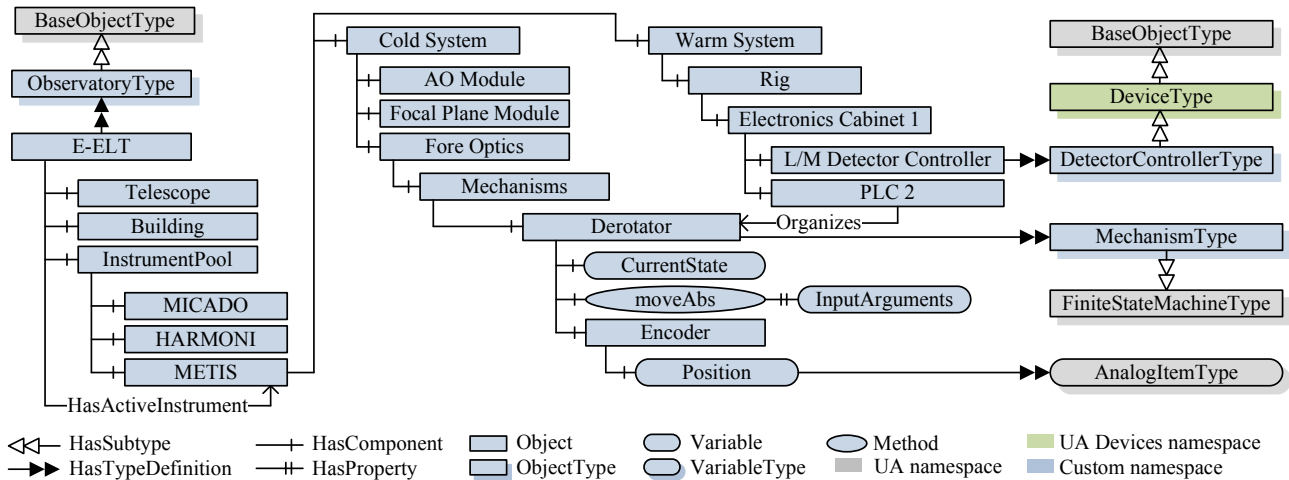 BaseObjectType
ObservatoryType
E-ELT
Telescope
Building
InstrumentPool
MICADO
HARMONI
METIS
HasActiveInstrument
Cold System
AO Module
Focal Plane Module
Fore Optics
Mechanisms
Derotator
CurrentState
moveAbs
InputArguments
Encoder
Position
Warm System
Rig
Electronics Cabinet 1
L/M Detector Controller
PLC 2
Organizes
BaseObjectType
DeviceType
DetectorControllerType
MechanismType
FiniteStateMachineType
AnalogItemType
HasSubtype
HasTypeDefinition
HasComponent
HasProperty
Object
ObjectType
Variable
VariableType
Method
UA namespace
UA Devices namespace
Custom namespace